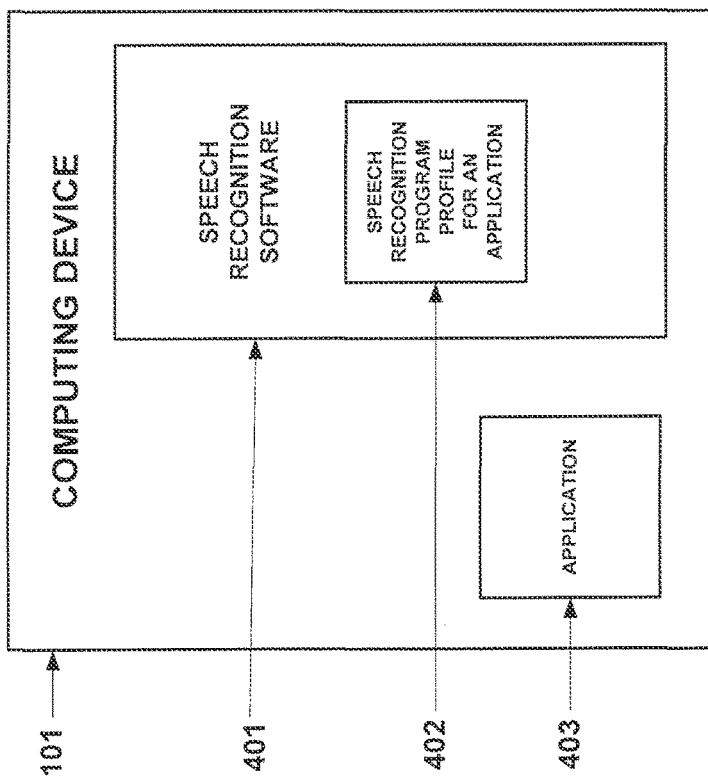 COMPUTING DEVICE
SPEECH
RECOGNITION
SOFTWARE
SPEECH
RECOGNITION
PROGRAM
PROFILE
FOR AN
APPLICATION
APPLICATION
101
401
402
403